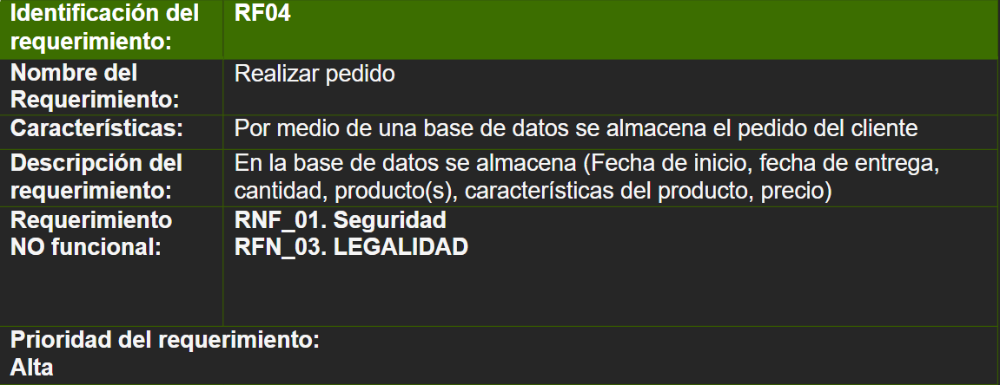 Identificación del RF04
requerimiento:
Nombre del Realizar pedido
Requerimiento:
Características: Por medio de una base de datos se almacena el pedido del cliente
Descripción del En la base de datos se almacena (Fecha de inicio, fecha de entrega,
requerimiento: cantidad, producto(s), características del producto, precio)
Requerimiento RNF_01. Seguridad
NO funcional: RFN_03. LEGALIDAD
Prioridad del requerimiento:
Alta